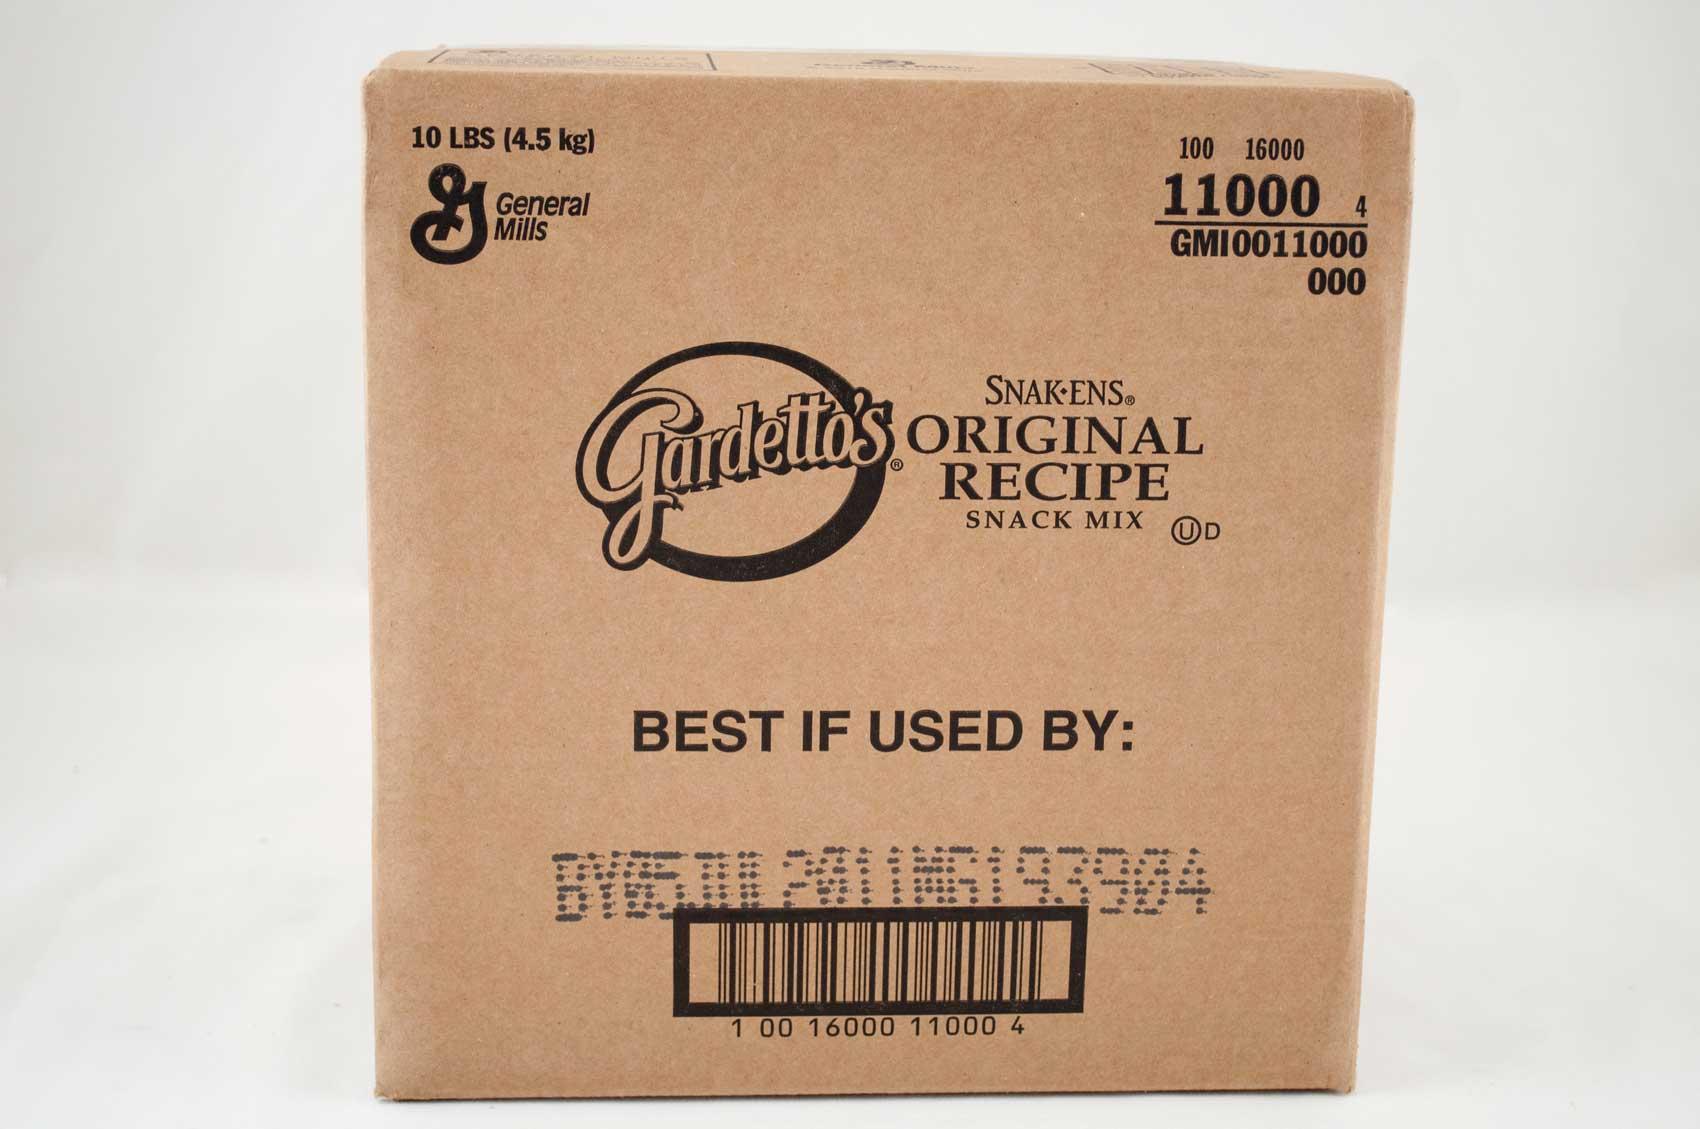 10 LBS (4.5 kg)
General
Mills
100 16000
11000 4
GMI0011000
000
Gardetto's®
SNAK•ENS®
ORIGINAL
RECIPE
SNACK MIX
U D
BEST IF USED BY:
1 00 16000 11000 4